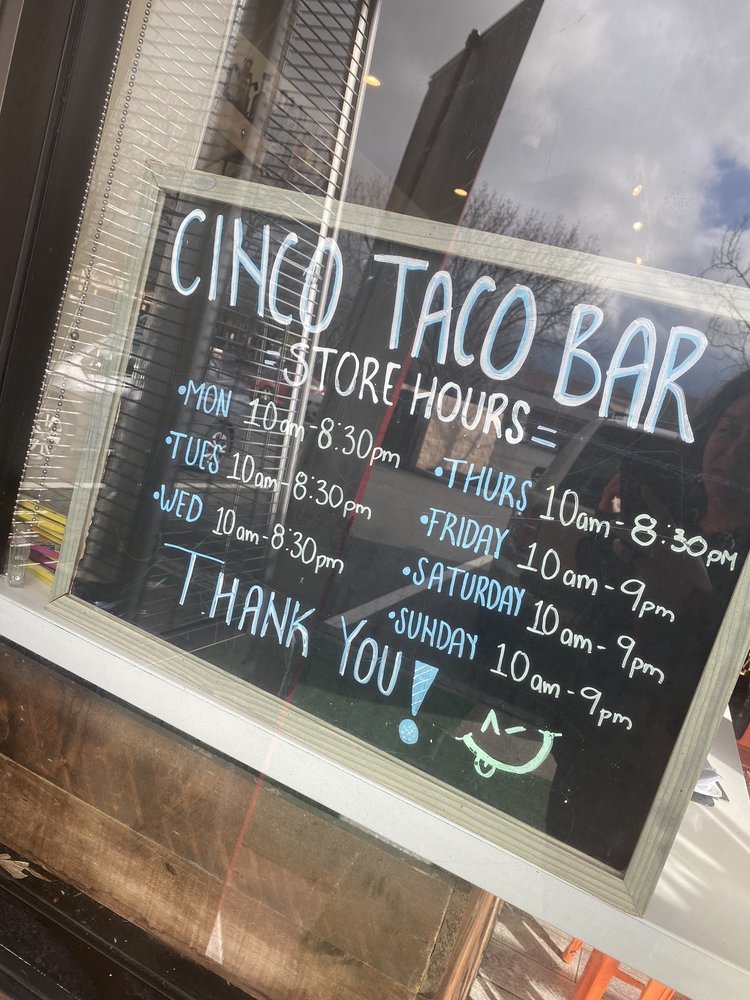 CINCO TACO BAR
=STORE HOURS=
•MON 10am-8:30pm
•TUES 10am-8:30pm
•WED 10am-8:30pm
•THURS 10am-8:30pm
•FRIDAY 10am-9pm
•SATURDAY 10am-9pm
•SUNDAY 10am-9pm
THANK YOU!